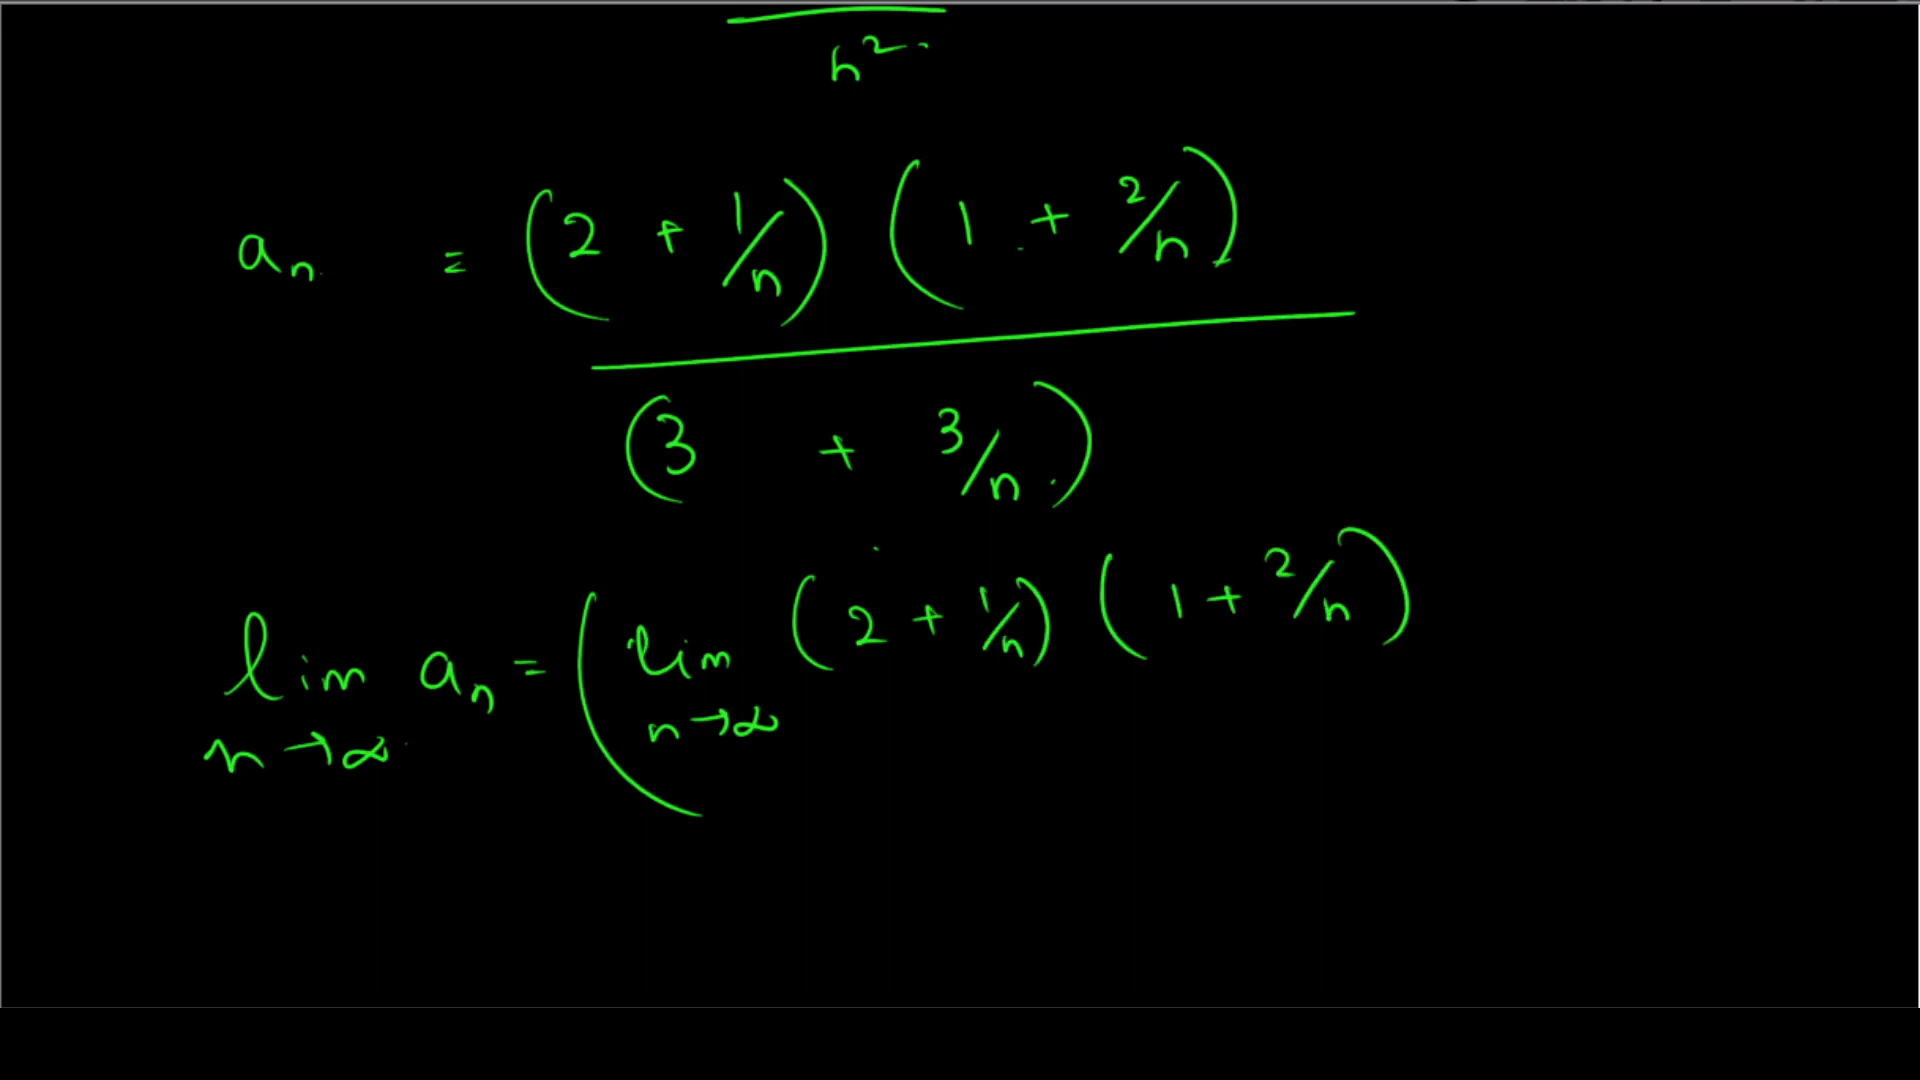 n²
aₙ = (2 + 1/n) (1 + 2/n)
(3 + 3/n)
lim aₙ = ( lim (2 + 1/n) (1 + 2/n)
n→∞ n→∞